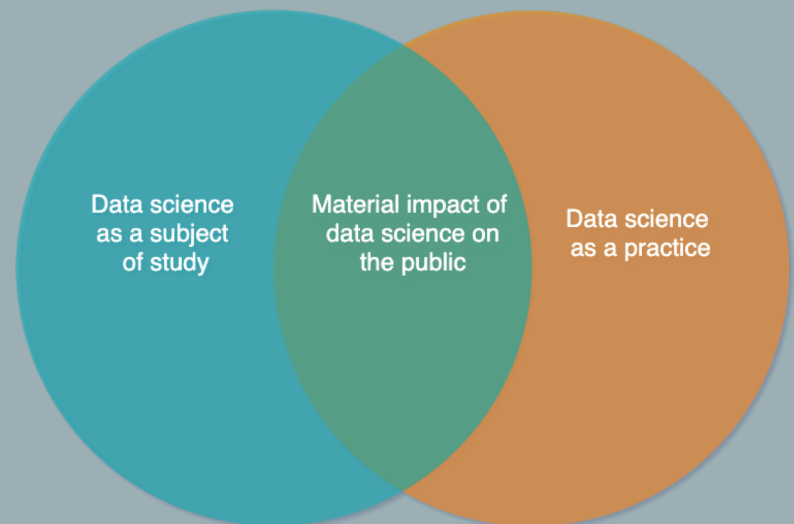 Data science
as a subject
of study
Material impact of
data science on
the public
Data science
as a practice